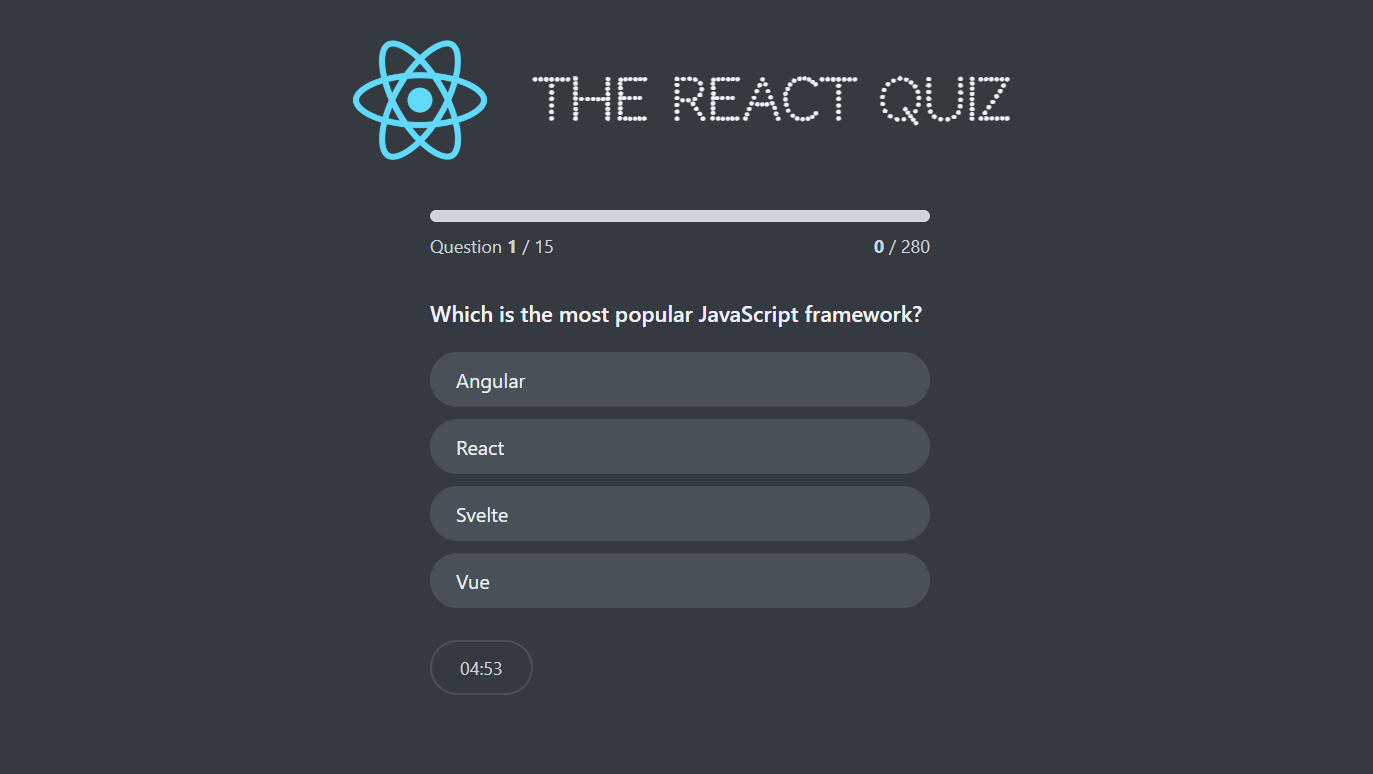 THE REACT QUIZ
Question 1 / 15
0 / 280
Which is the most popular JavaScript framework?
Angular
React
Svelte
Vue
04:53